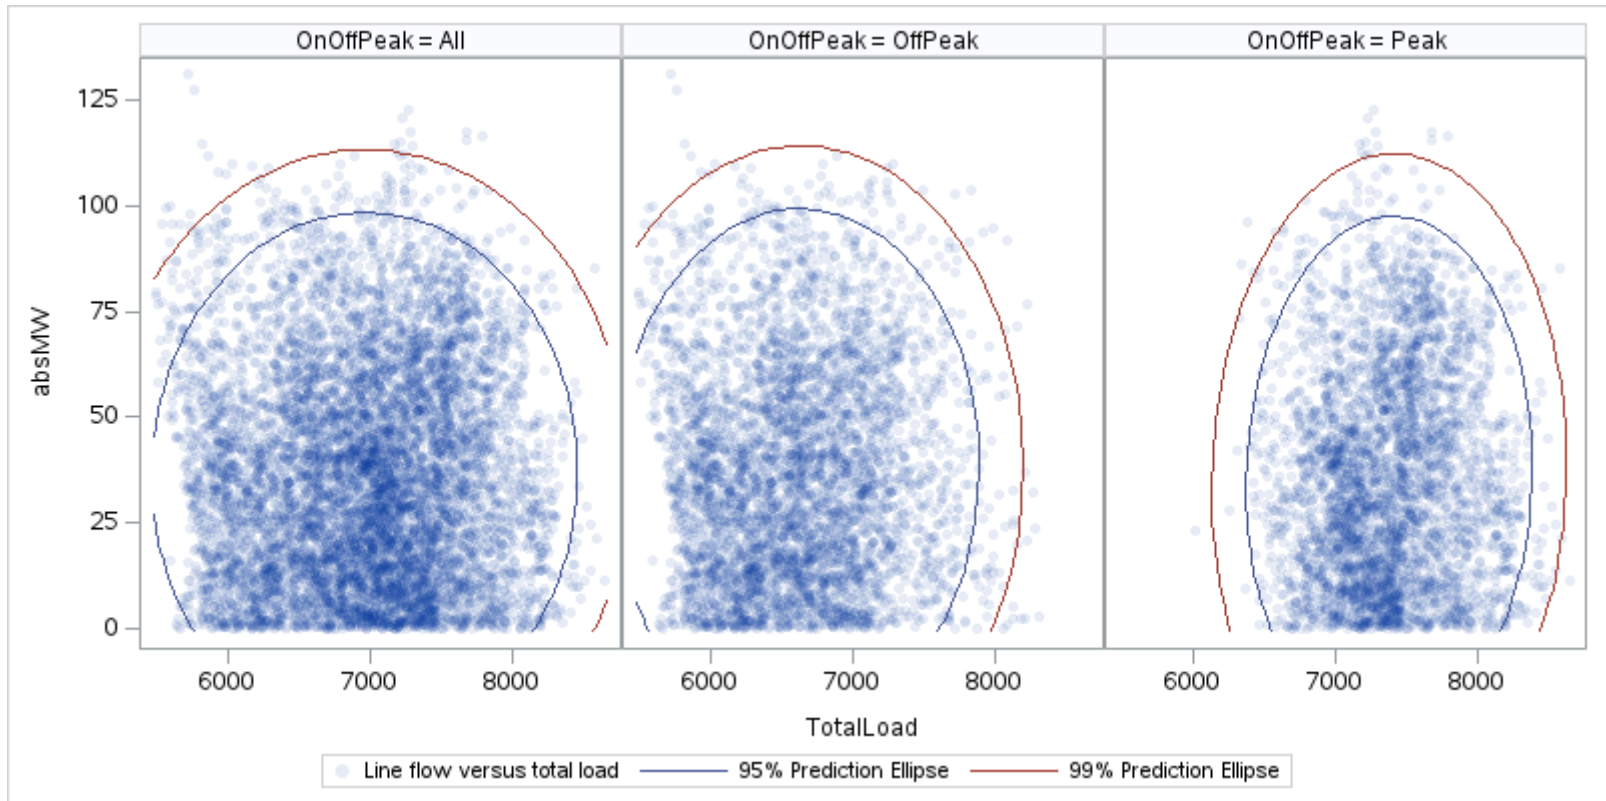 OnOffPeak = All
OnOffPeak = OffPeak
OnOffPeak = Peak
absMW
125
100
75
50
25
0
6000
7000
8000
6000
7000
8000
6000
7000
8000
TotalLoad
Line flow versus total load
95% Prediction Ellipse
99% Prediction Ellipse